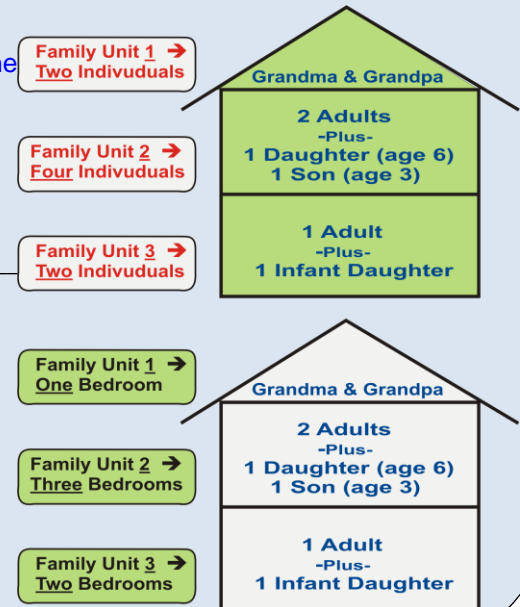 ne
Family Unit 1 ➔
Two Indivuduals
Grandma & Grandpa
Family Unit 2 ➔
Four Indivuduals
2 Adults
-Plus-
1 Daughter (age 6)
1 Son (age 3)
Family Unit 3 ➔
Two Indivuduals
1 Adult
-Plus-
1 Infant Daughter
Family Unit 1 ➔
One Bedroom
Grandma & Grandpa
Family Unit 2 ➔
Three Bedrooms
2 Adults
-Plus-
1 Daughter (age 6)
1 Son (age 3)
Family Unit 3 ➔
Two Bedrooms
1 Adult
-Plus-
1 Infant Daughter